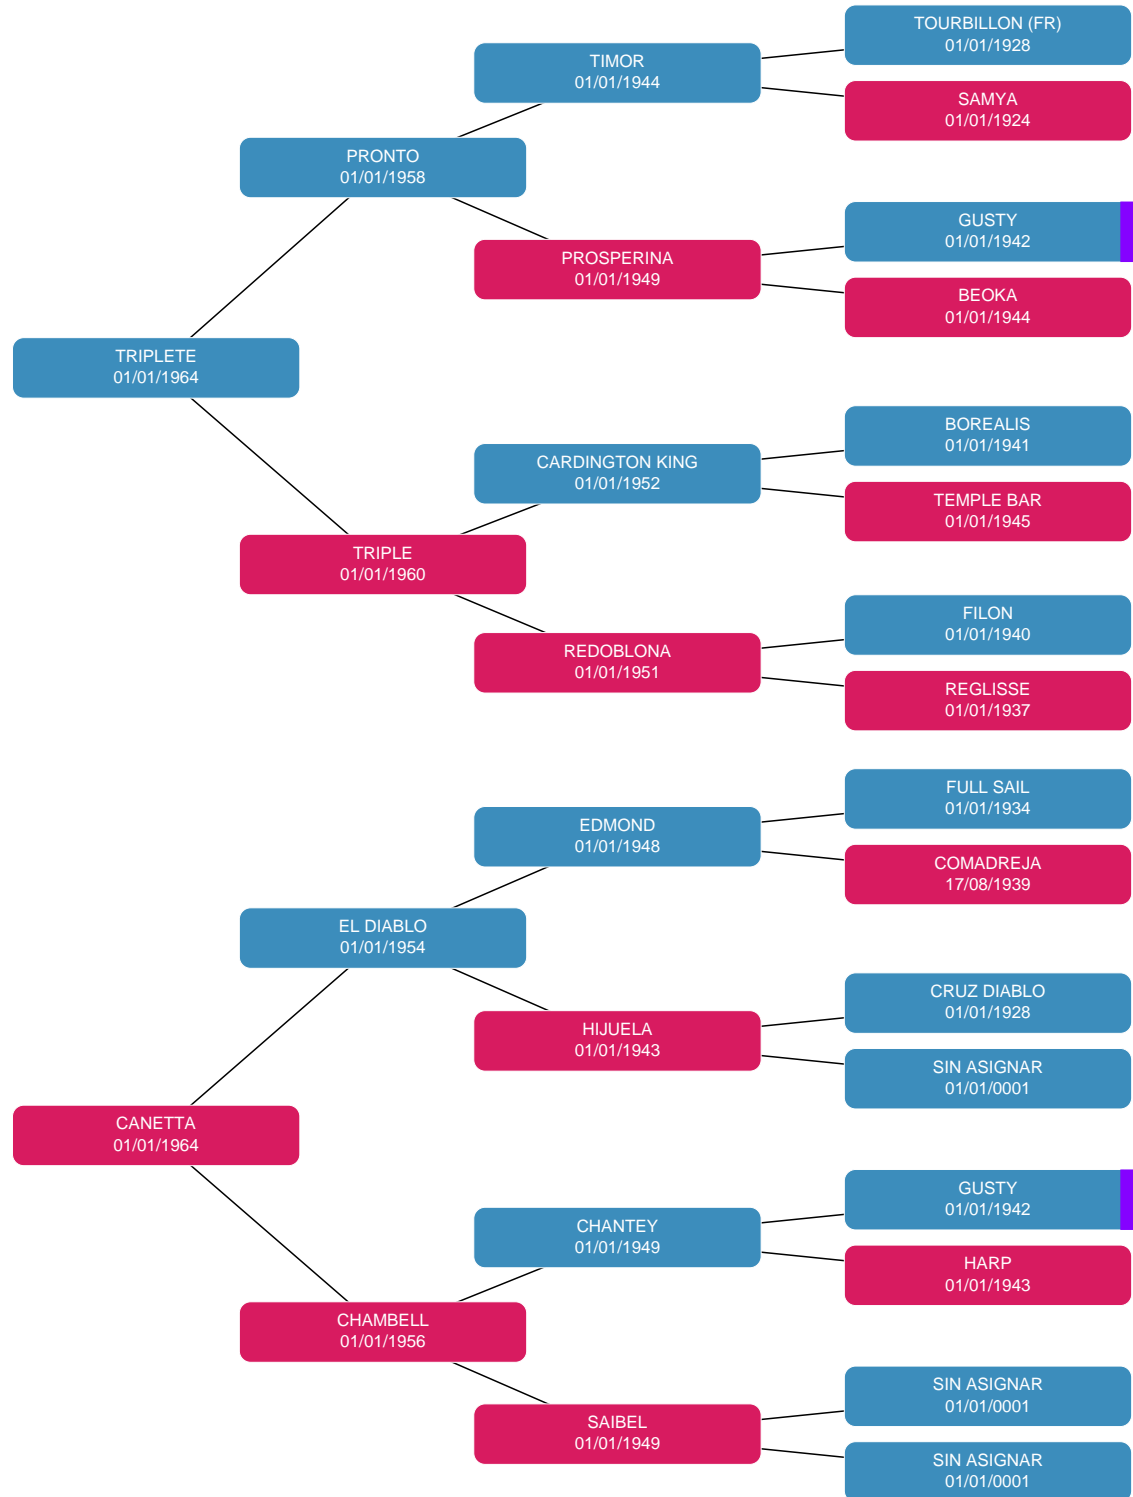 TOURBILLON (FR)
01/01/1928
TIMOR
01/01/1944
SAMYA
01/01/1924
PRONTO
01/01/1958
GUSTY
01/01/1942
PROSPERINA
01/01/1949
BEOKA
01/01/1944
TRIPLETE
01/01/1964
BOREALIS
01/01/1941
CARDINGTON KING
01/01/1952
TEMPLE BAR
01/01/1945
TRIPLE
01/01/1960
FILON
01/01/1940
REDOBLONA
01/01/1951
REGLISSE
01/01/1937
FULL SAIL
01/01/1934
EDMOND
01/01/1948
COMADREJA
17/08/1939
EL DIABLO
01/01/1954
CRUZ DIABLO
01/01/1928
HIJUELA
01/01/1943
SIN ASIGNAR
01/01/0001
CANETTA
01/01/1964
GUSTY
01/01/1942
CHANTEY
01/01/1949
HARP
01/01/1943
CHAMBELL
01/01/1956
SIN ASIGNAR
01/01/0001
SAIBEL
01/01/1949
SIN ASIGNAR
01/01/0001